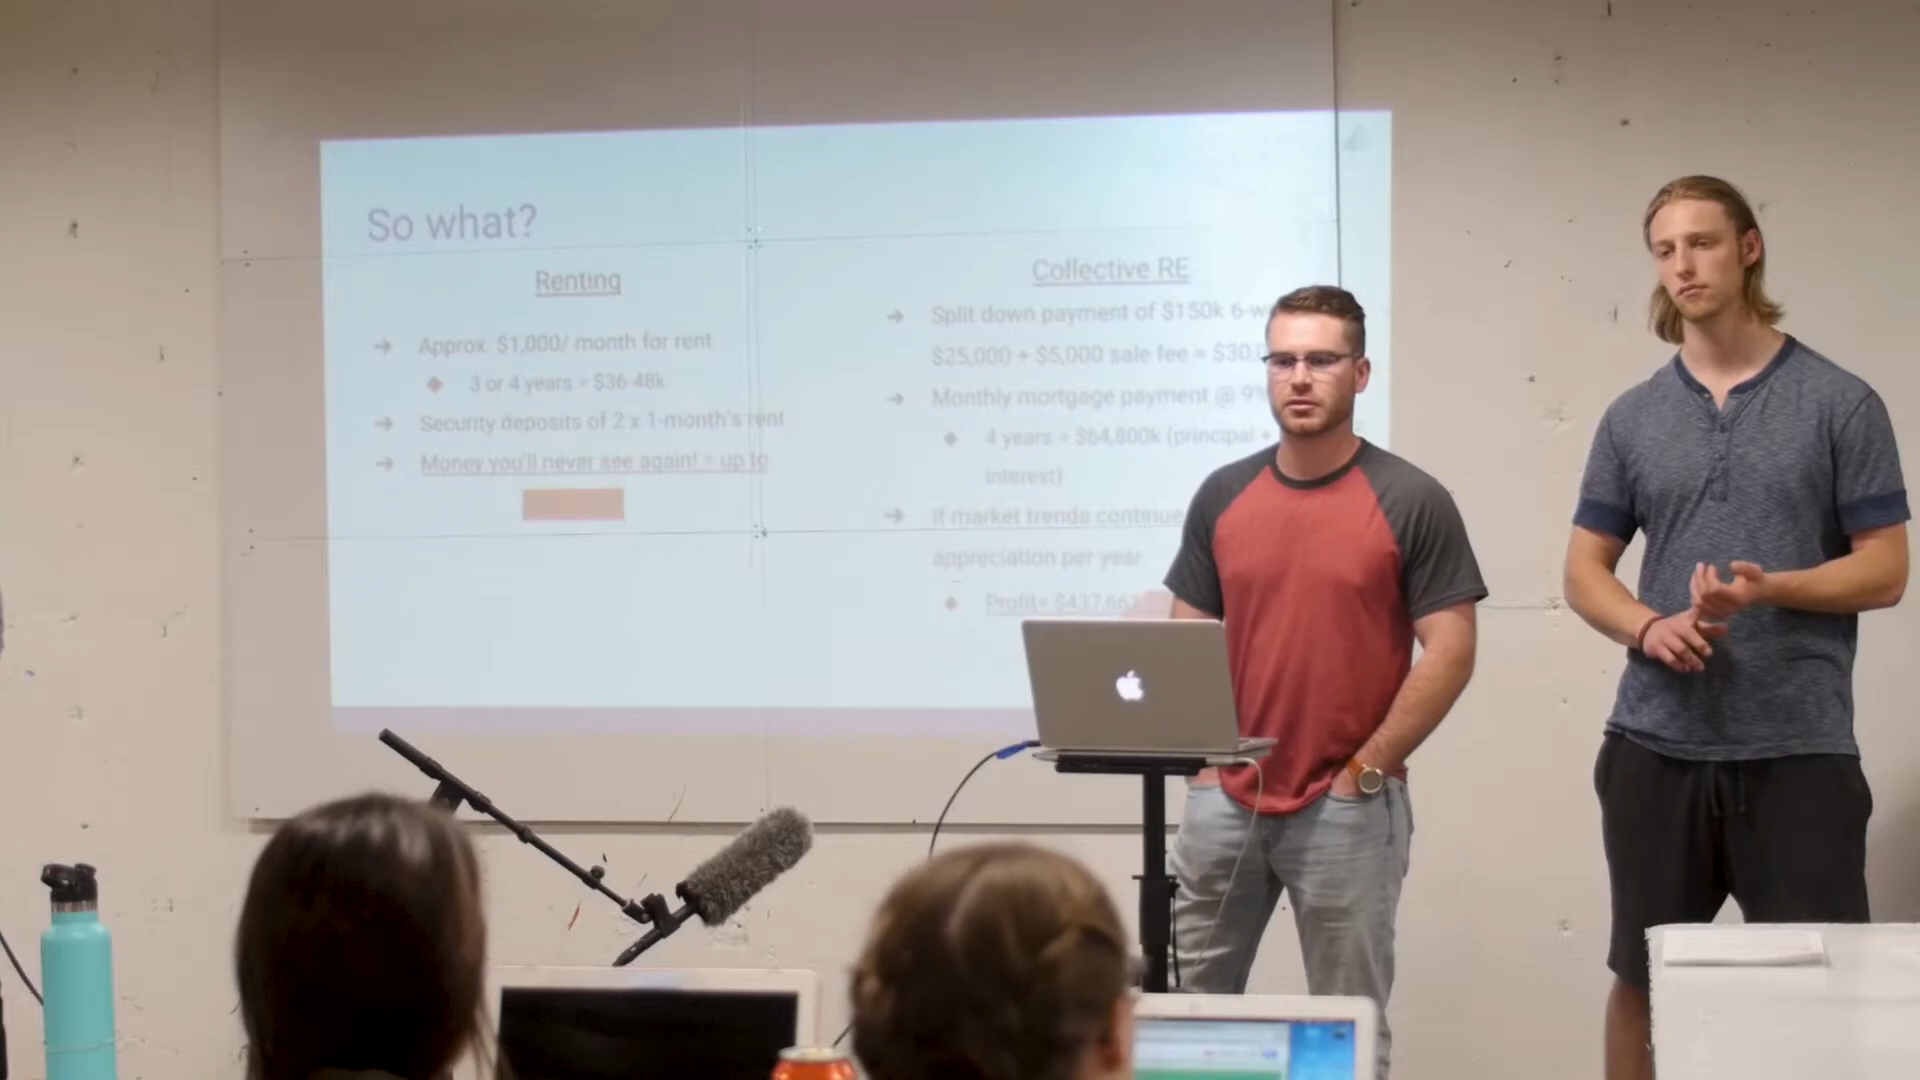 So what?
Renting
Approx. $1,000/ month for rent
3 or 4 years = $36-48k
Security deposits of 2 x 1-month's rent
Money you'll never see again! = up to
Collective RE
Split down payment of $150k 6-w
$25,000 + $5,000 sale fee = $30,
Monthly mortgage payment @ 9%
4 years = $64,800k (principal +
interest)
If market trends continue
appreciation per year
Profit= $437,661